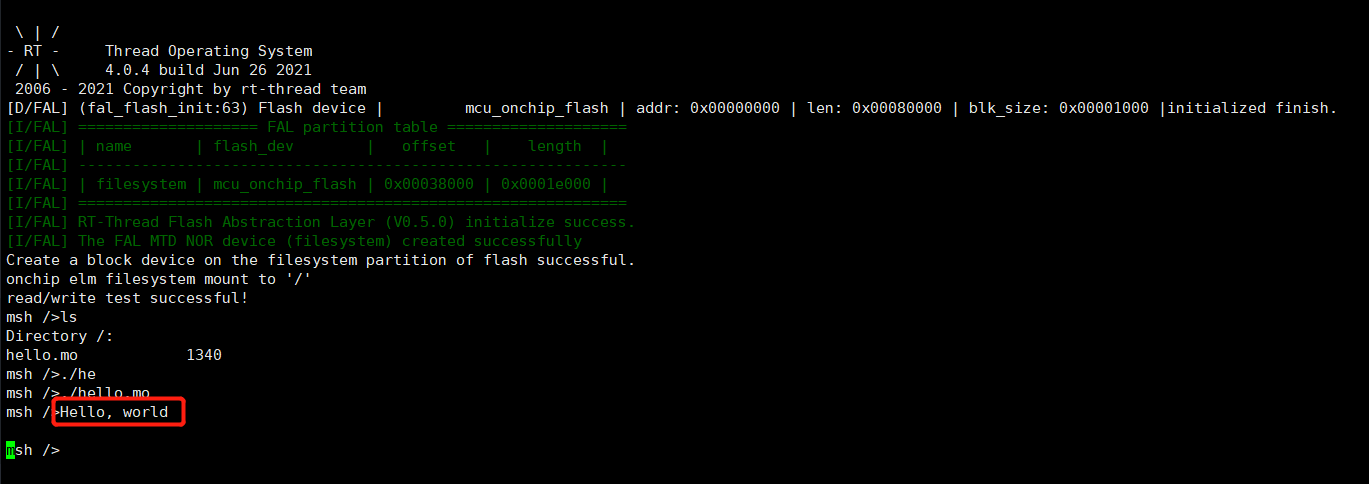 \ | /
- RT -     Thread Operating System
/ | \     4.0.4 build Jun 26 2021
2006 - 2021 Copyright by rt-thread team
[D/FAL] (fal_flash_init:63) Flash device |         mcu_onchip_flash | addr: 0x00000000 | len: 0x00080000 | blk_size: 0x00001000 |initialized finish.
[I/FAL] ==================== FAL partition table ====================
[I/FAL] | name       | flash_dev        |   offset   |    length  |
[I/FAL] -------------------------------------------------------------
[I/FAL] | filesystem | mcu_onchip_flash | 0x00038000 | 0x0001e000 |
[I/FAL] =============================================================
[I/FAL] RT-Thread Flash Abstraction Layer (V0.5.0) initialize success.
[I/FAL] The FAL MTD NOR device (filesystem) created successfully
Create a block device on the filesystem partition of flash successful.
onchip elm filesystem mount to '/'
read/write test successful!
msh />ls
Directory /:
hello.mo            1340
msh />./he
msh />./hello.mo
msh />Hello, world
msh />